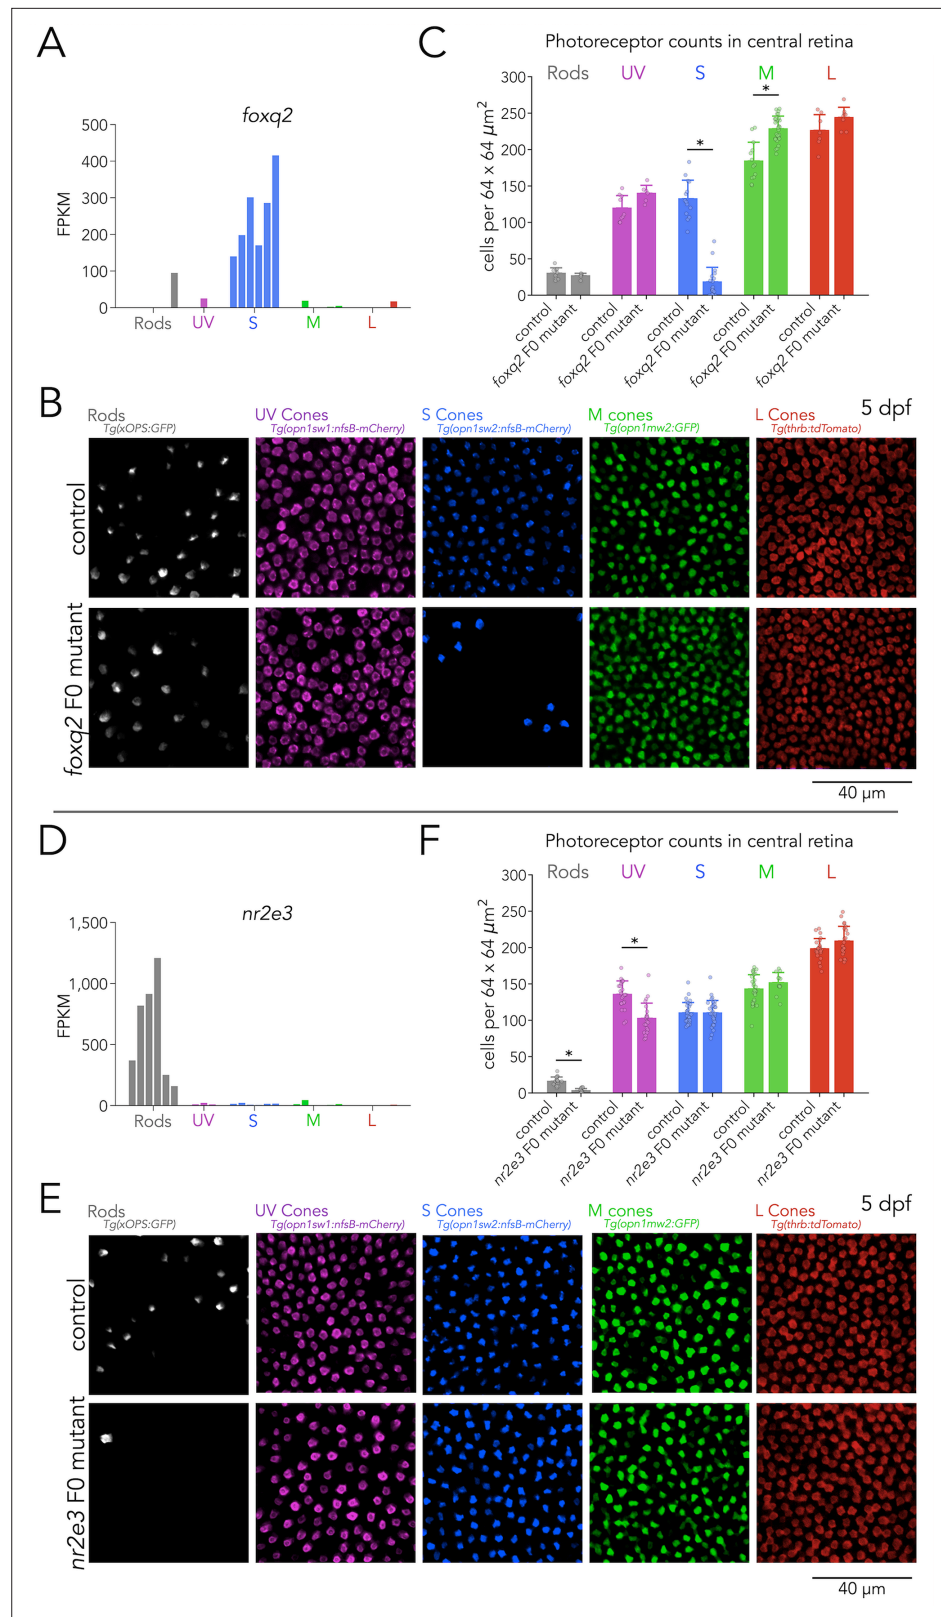 A
foxq2
FPKM
500
400
300
200
100
0
Rods UV S M L
C
Photoreceptor counts in central retina
Rods UV S M L
cells per 64 x 64 µm2
300
250
200
150
100
50
0
* *
control
foxq2 F0 mutant
control
foxq2 F0 mutant
control
foxq2 F0 mutant
control
foxq2 F0 mutant
control
foxq2 F0 mutant
B
5 dpf
Rods UV Cones S Cones M cones L Cones
Tg(xOPS:GFP) Tg(opn1sw1:nfsB-mCherry) Tg(opn1sw2:nfsB-mCherry) Tg(opn1mw2:GFP) Tg(thrb:tdTomato)
control
foxq2 F0 mutant
40 µm
D
nr2e3
FPKM
1,500
1,000
500
0
Rods UV S M L
F
Photoreceptor counts in central retina
Rods UV S M L
cells per 64 x 64 µm2
300
250
200
150
100
50
0
* *
control
nr2e3 F0 mutant
control
nr2e3 F0 mutant
control
nr2e3 F0 mutant
control
nr2e3 F0 mutant
control
nr2e3 F0 mutant
E
5 dpf
Rods UV Cones S Cones M cones L Cones
Tg(xOPS:GFP) Tg(opn1sw1:nfsB-mCherry) Tg(opn1sw2:nfsB-mCherry) Tg(opn1mw2:GFP) Tg(thrb:tdTomato)
control
nr2e3 F0 mutant
40 µm